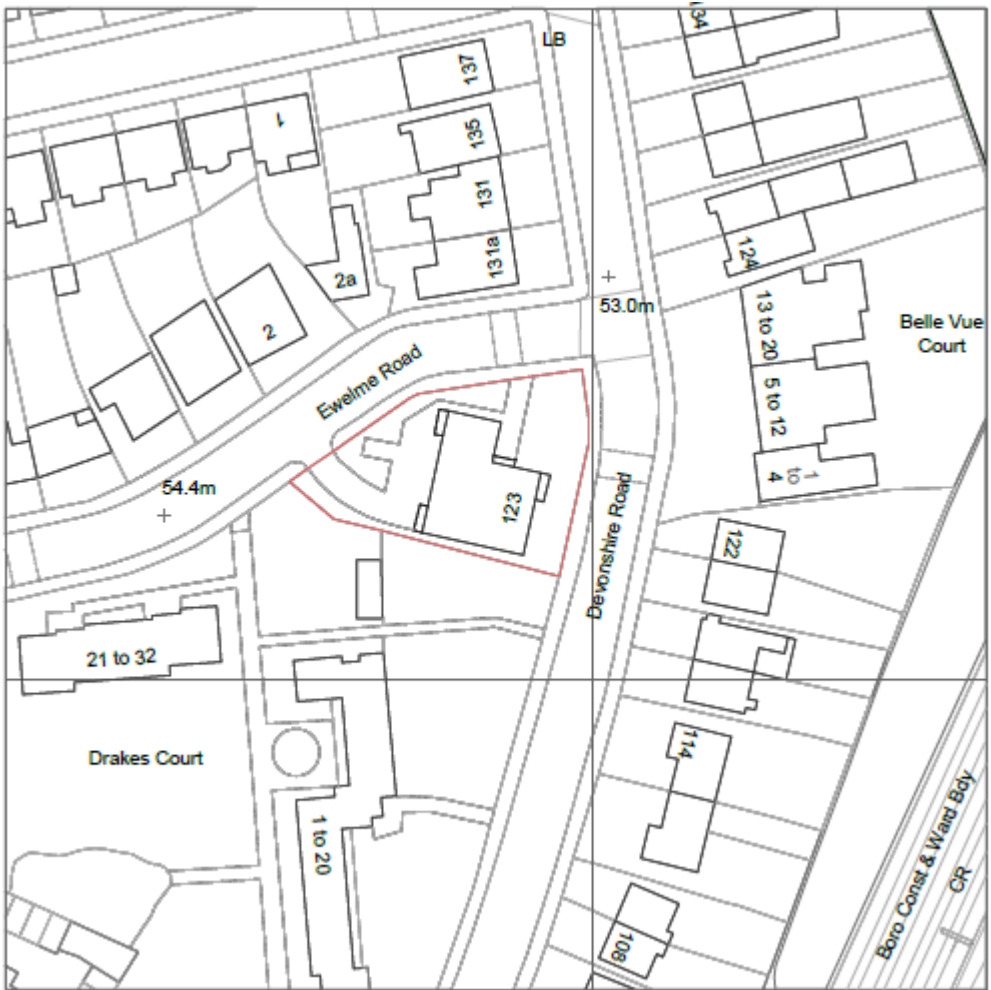 134
LB
137
1
135
131
131a
2a
124
53.0m
2
13 to 20
Belle Vue
Court
Ewelme Road
5 to 12
1
to
4
54.4m
123
Devonshire Road
122
21 to 32
114
Drakes Court
1 to 20
Boro Const & Ward Bdy
CR
108